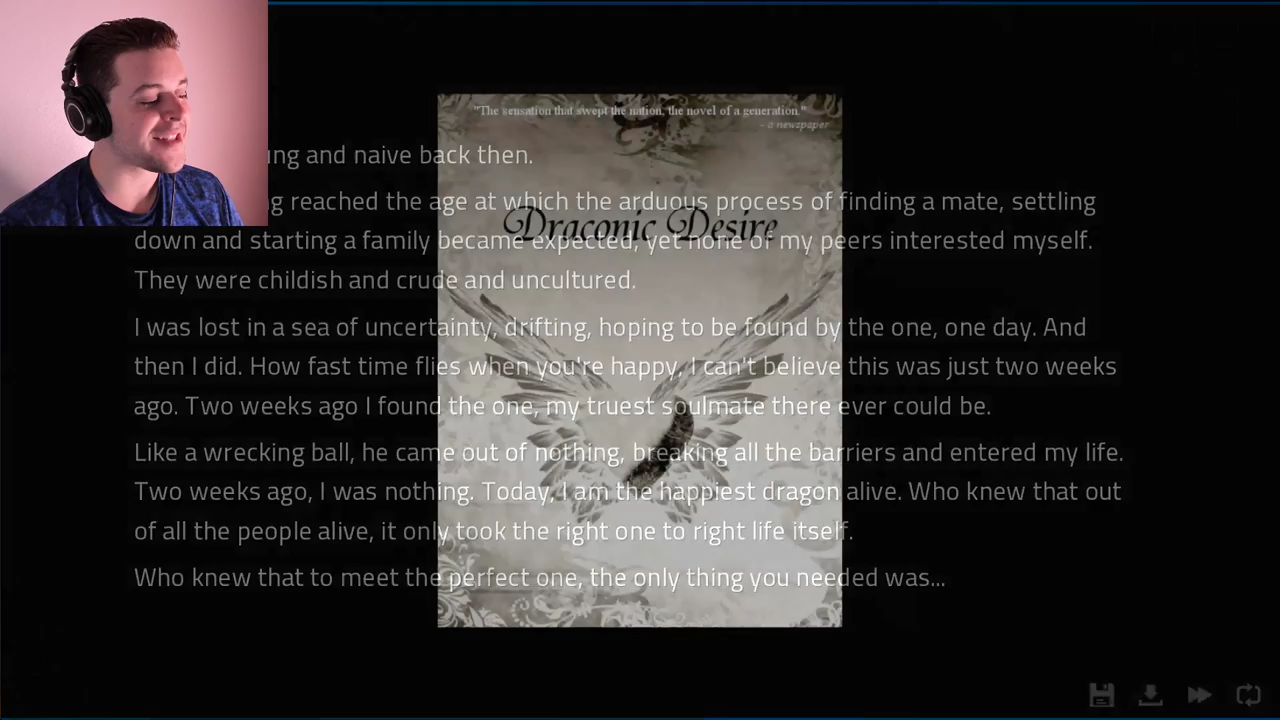 "The sensation that swept the nation, the novel of a generation."
- a newspaper
and naive back then.
reached the age at which the arduous process of finding a mate, settling
Draconic Desire
down and starting a family became expected, yet none of my peers interested myself.
They were childish and crude and uncultured.
I was lost in a sea of uncertainty, drifting, hoping to be found by the one, one day. And
then I did. How fast time flies when you're happy, I can't believe this was just two weeks
ago. Two weeks ago I found the one, my truest soulmate there ever could be.
Like a wrecking ball, he came out of nothing, breaking all the barriers and entered my life.
Two weeks ago, I was nothing. Today, I am the happiest dragon alive. Who knew that out
of all the people alive, it only took the right one to right life itself.
Who knew that to meet the perfect one, the only thing you needed was...